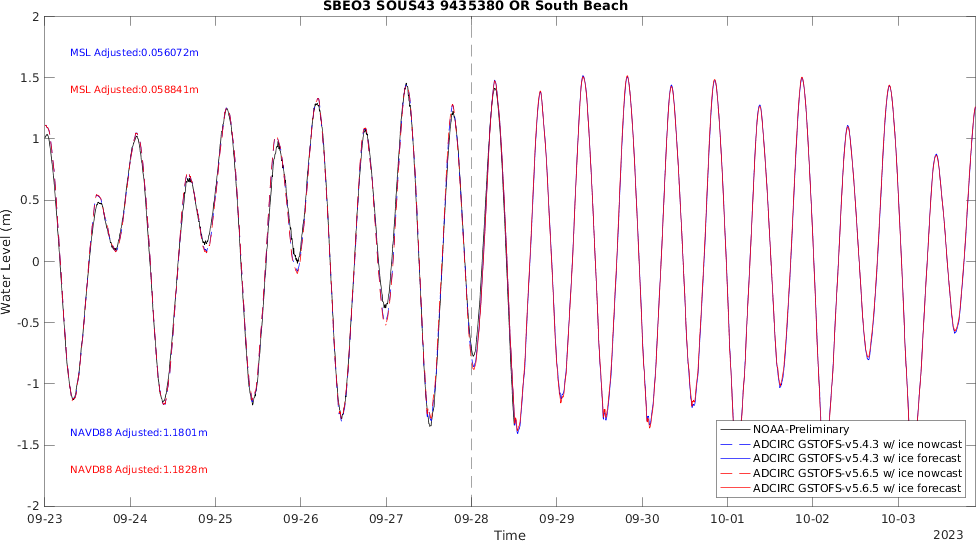 SBEO3 SOUS43 9435380 OR South Beach
2
1.5
1
0.5
0
-0.5
-1
-1.5
-2
Water Level (m)
MSL Adjusted:0.056072m
MSL Adjusted:0.058841m
NAVD88 Adjusted:1.1801m
NAVD88 Adjusted:1.1828m
NOAA-Preliminary
ADCIRC GSTOFS-v5.4.3 w/ ice nowcast
ADCIRC GSTOFS-v5.4.3 w/ ice forecast
ADCIRC GSTOFS-v5.6.5 w/ ice nowcast
ADCIRC GSTOFS-v5.6.5 w/ ice forecast
09-23 09-24 09-25 09-26 09-27 09-28 09-29 09-30 10-01 10-02 10-03
Time
2023